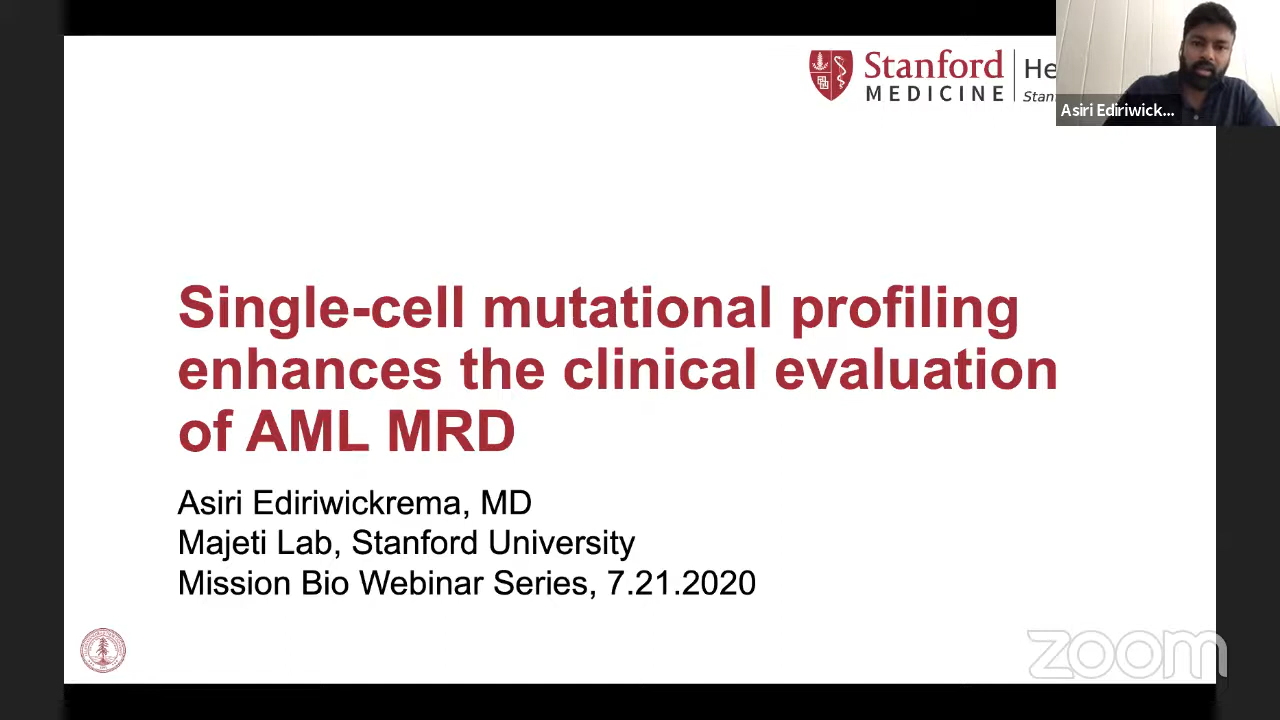 Stanford
MEDICINE
He
Stan
Asiri Ediriwick...
Single-cell mutational profiling
enhances the clinical evaluation
of AML MRD
Asiri Ediriwickrema, MD
Majeti Lab, Stanford University
Mission Bio Webinar Series, 7.21.2020
zoom